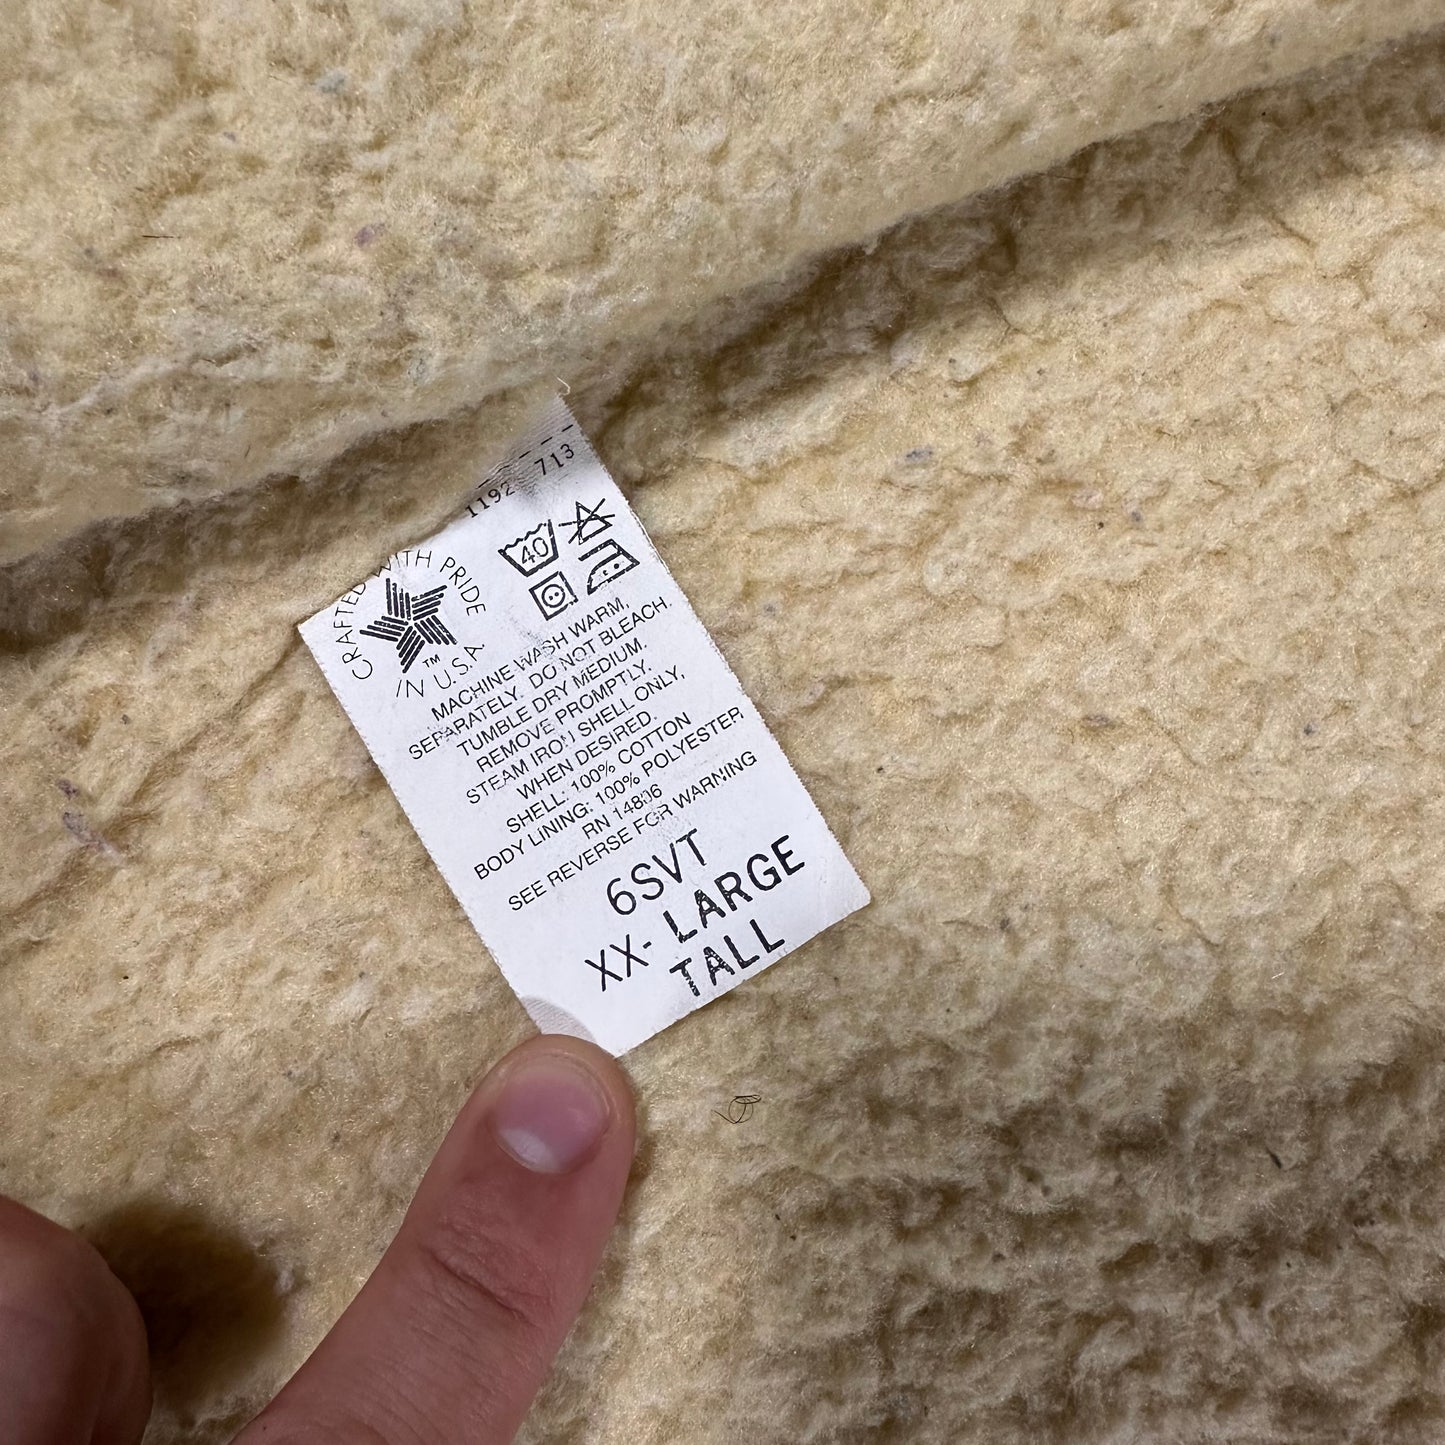 1192 713
40
CRAFTED WITH PRIDE
IN U.S.A.
TM
MACHINE WASH WARM,
SEPARATELY. DO NOT BLEACH.
TUMBLE DRY MEDIUM.
REMOVE PROMPTLY.
STEAM IRON SHELL ONLY,
WHEN DESIRED.
SHELL: 100% COTTON
BODY LINING: 100% POLYESTER
RN 14806
SEE REVERSE FOR WARNING
6SVT
XX-LARGE
TALL